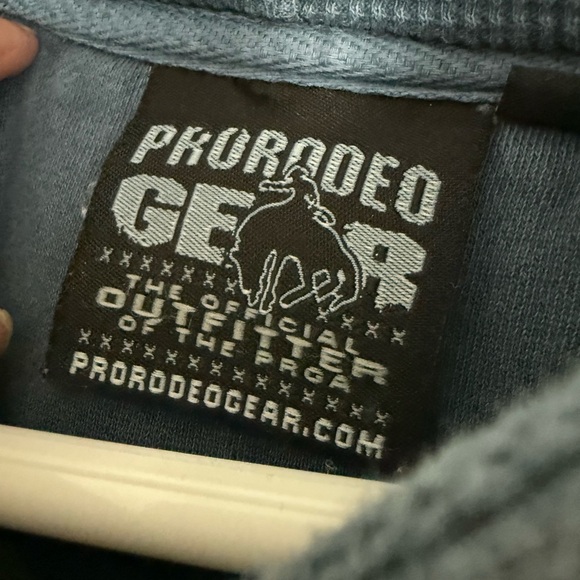 PRORODEO
GEAR
THE OFFICIAL
OUTFITTER
OF THE PRCA
PRORODEOGEAR.COM